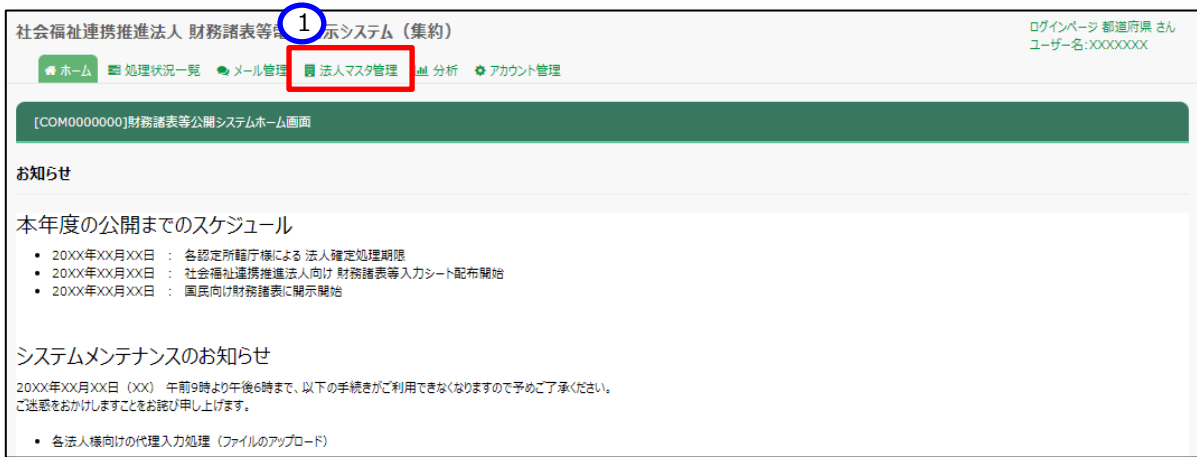 社会福祉連携推進法人 財務諸表等電 示システム（集約）
1
ログインページ 都道府県 さん
ユーザー名:XXXXXXX
ホーム 処理状況一覧 メール管理 法人マスタ管理 分析 アカウント管理
[COM0000000]財務諸表等公開システムホーム画面
お知らせ
本年度の公開までのスケジュール
• 20XX年XX月XX日 ： 各認定所轄庁様による 法人確定処理期限
• 20XX年XX月XX日 ： 社会福祉連携推進法人向け 財務諸表等入力シート配布開始
• 20XX年XX月XX日 ： 国民向け財務諸表に開示開始
システムメンテナンスのお知らせ
20XX年XX月XX日（XX） 午前9時より午後6時まで、以下の手続きがご利用できなくなりますので予めご了承ください。
ご迷惑をおかけしますことをお詫び申し上げます。
• 各法人様向けの代理入力処理（ファイルのアップロード）